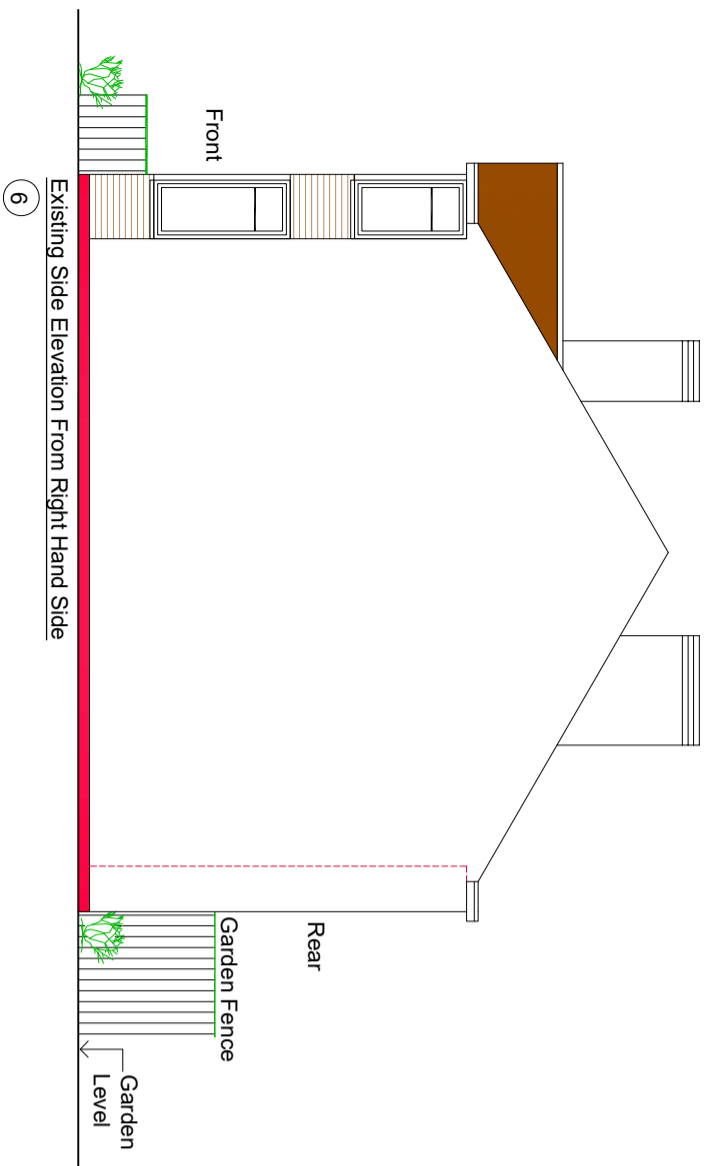 Front
Rear
Garden Fence
Garden
Level
Existing Side Elevation From Right Hand Side
6